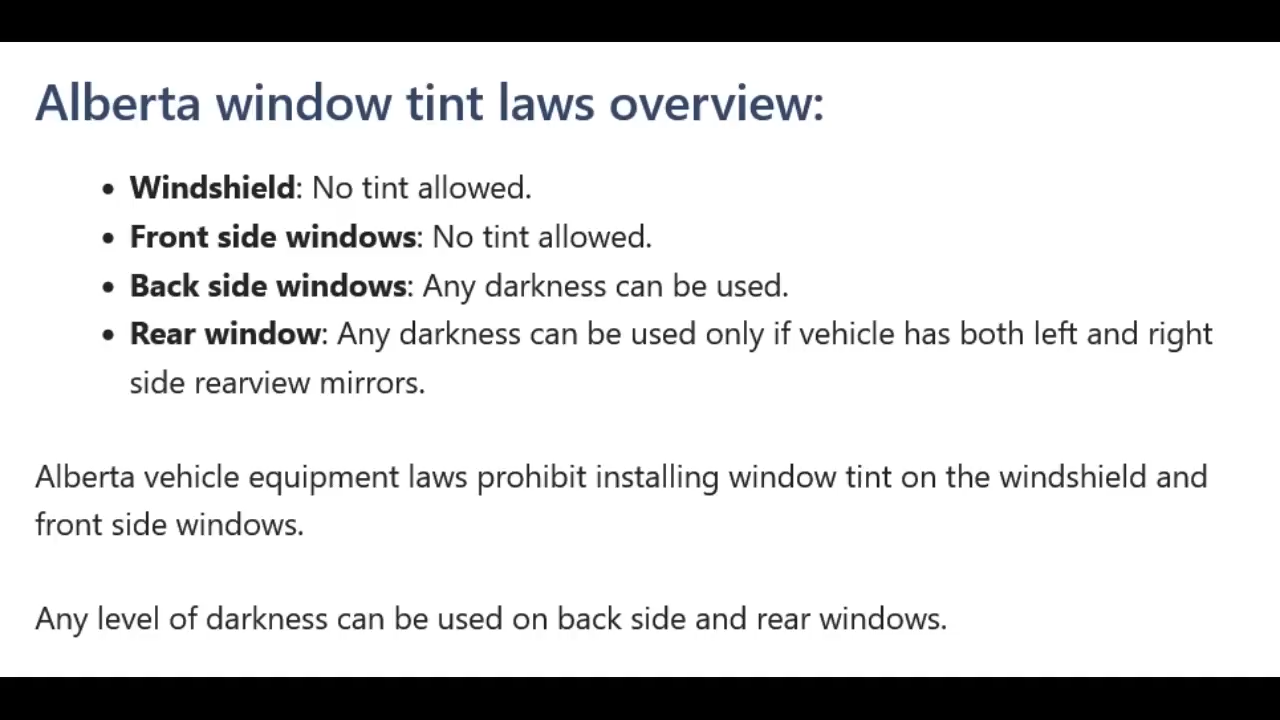 Alberta window tint laws overview:
• Windshield: No tint allowed.
• Front side windows: No tint allowed.
• Back side windows: Any darkness can be used.
• Rear window: Any darkness can be used only if vehicle has both left and right
side rearview mirrors.
Alberta vehicle equipment laws prohibit installing window tint on the windshield and
front side windows.
Any level of darkness can be used on back side and rear windows.